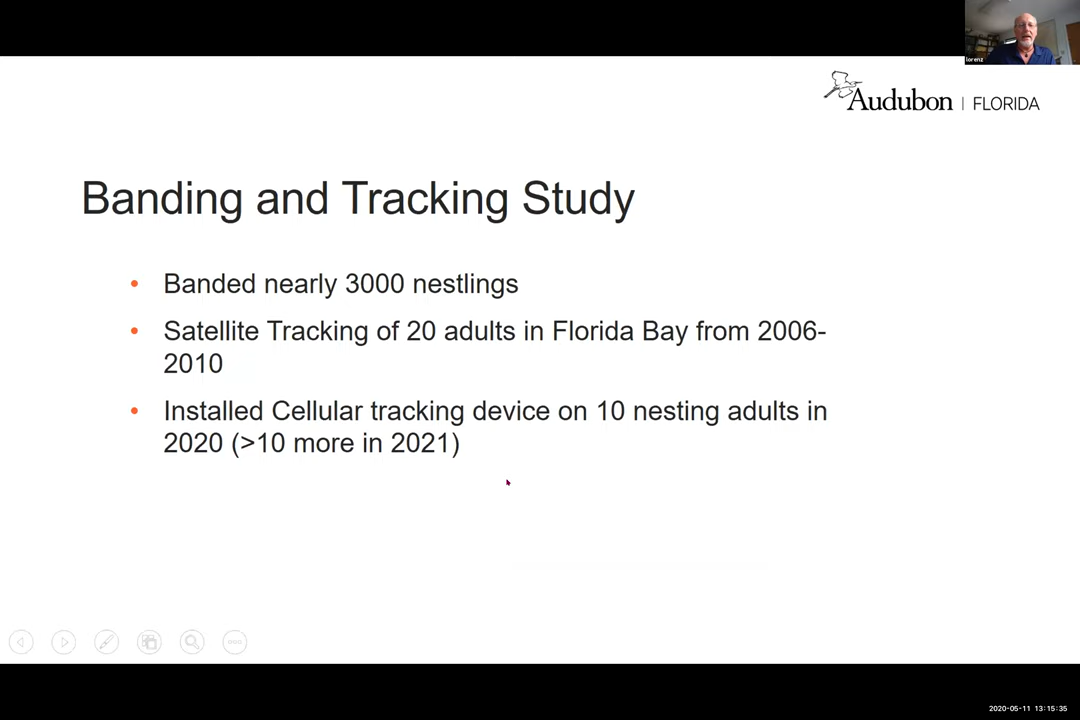 lorenz
Audubon | FLORIDA
Banding and Tracking Study
• Banded nearly 3000 nestlings
• Satellite Tracking of 20 adults in Florida Bay from 2006-
2010
• Installed Cellular tracking device on 10 nesting adults in
2020 (>10 more in 2021)
2020-05-11 13:15:35